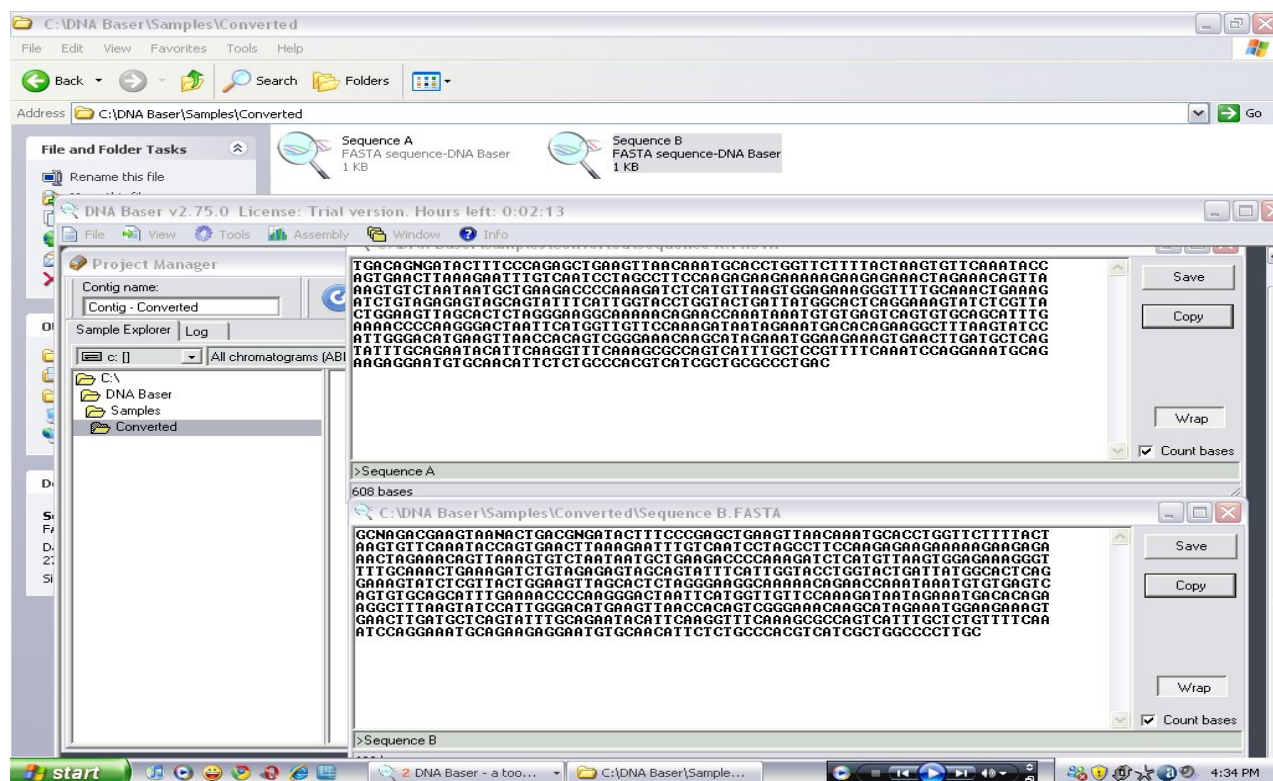 C:\DNA Baser\Samples\Converted
File Edit View Favorites Tools Help
Back Search Folders
Address C:\DNA Baser\Samples\Converted Go
File and Folder Tasks
Rename this file
Sequence A
FASTA sequence-DNA Baser
1 KB
Sequence B
FASTA sequence-DNA Baser
1 KB
DNA Baser v2.75.0 License: Trial version. Hours left: 0:02:13
File View Tools Assembly Window Info
Project Manager
Contig name:
Contig - Converted
Sample Explorer Log
c: [] All chromatograms (ABI
C:\
DNA Baser
Samples
Converted
TGACAGNGATACTTTCCCAGAGCTGAAGTTAACAAATGCACCTGGTTCTTTTACTAAGTGTTCAAATACC
AGTGAACTTAAAGAATTTGTCAATCCTAGCCTTCCAAGAGAAGAAAAAGAAGAGAAACTAGAAACAGTTA
AAGTGTCTAATAATGCTGAAGACCCCAAAGATCTCATGTTAAGTGGAGAAAGGGTTTTGCAAACTGAAAG
ATCTGTAGAGAGTAGCAGTATTTCATTGGTACCTGGTACTGATTATGGCACTCAGGAAAGTATCTCGTTA
CTGGAAGTTAGCACTCTAGGGAAGGCAAAAACAGAACCAAATAAATGTGTGAGTCAGTGTGCAGCATTTG
AAAACCCCAAGGGACTAATTCATGGTTGTTCCAAAGATAATAGAAATGACACAGAAGGCTTTAAGTATCC
ATTGGGACATGAAGTTAACCACAGTCGGGAAACAAGCATAGAAATGGAAGAAAGTGAACTTGATGCTCAG
TATTTGCAGAATACATTCAAGGTTTCAAAGCGCCAGTCATTTGCTCCGTTTTCAAATCCAGGAAATGCAG
AAGAGGAATGTGCAACATTCTCTGCCCACGTCATCGCTGCGCCCTGAC
Save
Copy
Wrap
Count bases
>Sequence A
608 bases
C:\DNA Baser\Samples\Converted\Sequence B.FASTA
GCNAGACGAAGTAANACTGACGNGATACTTTCCCGAGCTGAAGTTAACAAATGCACCTGGTTCTTTTACT
AAGTGTTCAAATACCAGTGAACTTAAAGAATTTGTCAATCCTAGCCTTCCAAGAGAAGAAAAAGAAGAGA
AACTAGAAACAGTTAAAGTGTCTAATAATGCTGAAGACCCCAAAGATCTCATGTTAAGTGGAGAAAGGGT
TTTGCAAACTGAAAGATCTGTAGAGAGTAGCAGTATTTCATTGGTACCTGGTACTGATTATGGCACTCAG
GAAAGTATCTCGTTACTGGAAGTTAGCACTCTAGGGAAGGCAAAAACAGAACCAAATAAATGTGTGAGTC
AGTGTGCAGCATTTGAAAACCCCAAGGGACTAATTCATGGTTGTTCCAAAGATAATAGAAATGACACAGA
AGGCTTTAAGTATCCATTGGGACATGAAGTTAACCACAGTCGGGAAACAAGCATAGAAATGGAAGAAAGT
GAACTTGATGCTCAGTATTTGCAGAATACATTCAAGGTTTCAAAGCGCCAGTCATTTGCTCTGTTTTCAA
ATCCAGGAAATGCAGAAGAGGAATGTGCAACATTCTCTGCCCACGTCATCGCTGGCCCCTTGC
Save
Copy
Wrap
Count bases
>Sequence B
start 2 DNA Baser - a too... C:\DNA Baser\Sample... 4:34 PM